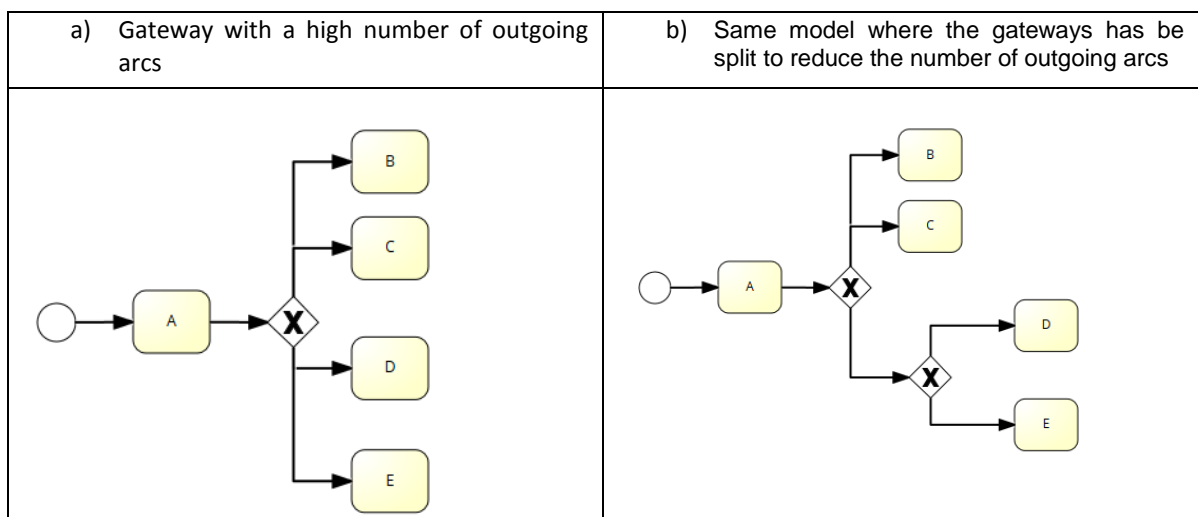 a) Gateway with a high number of outgoing
arcs
b) Same model where the gateways has be
split to reduce the number of outgoing arcs
B
C
A
X
D
E
B
C
A
X
D
X
E